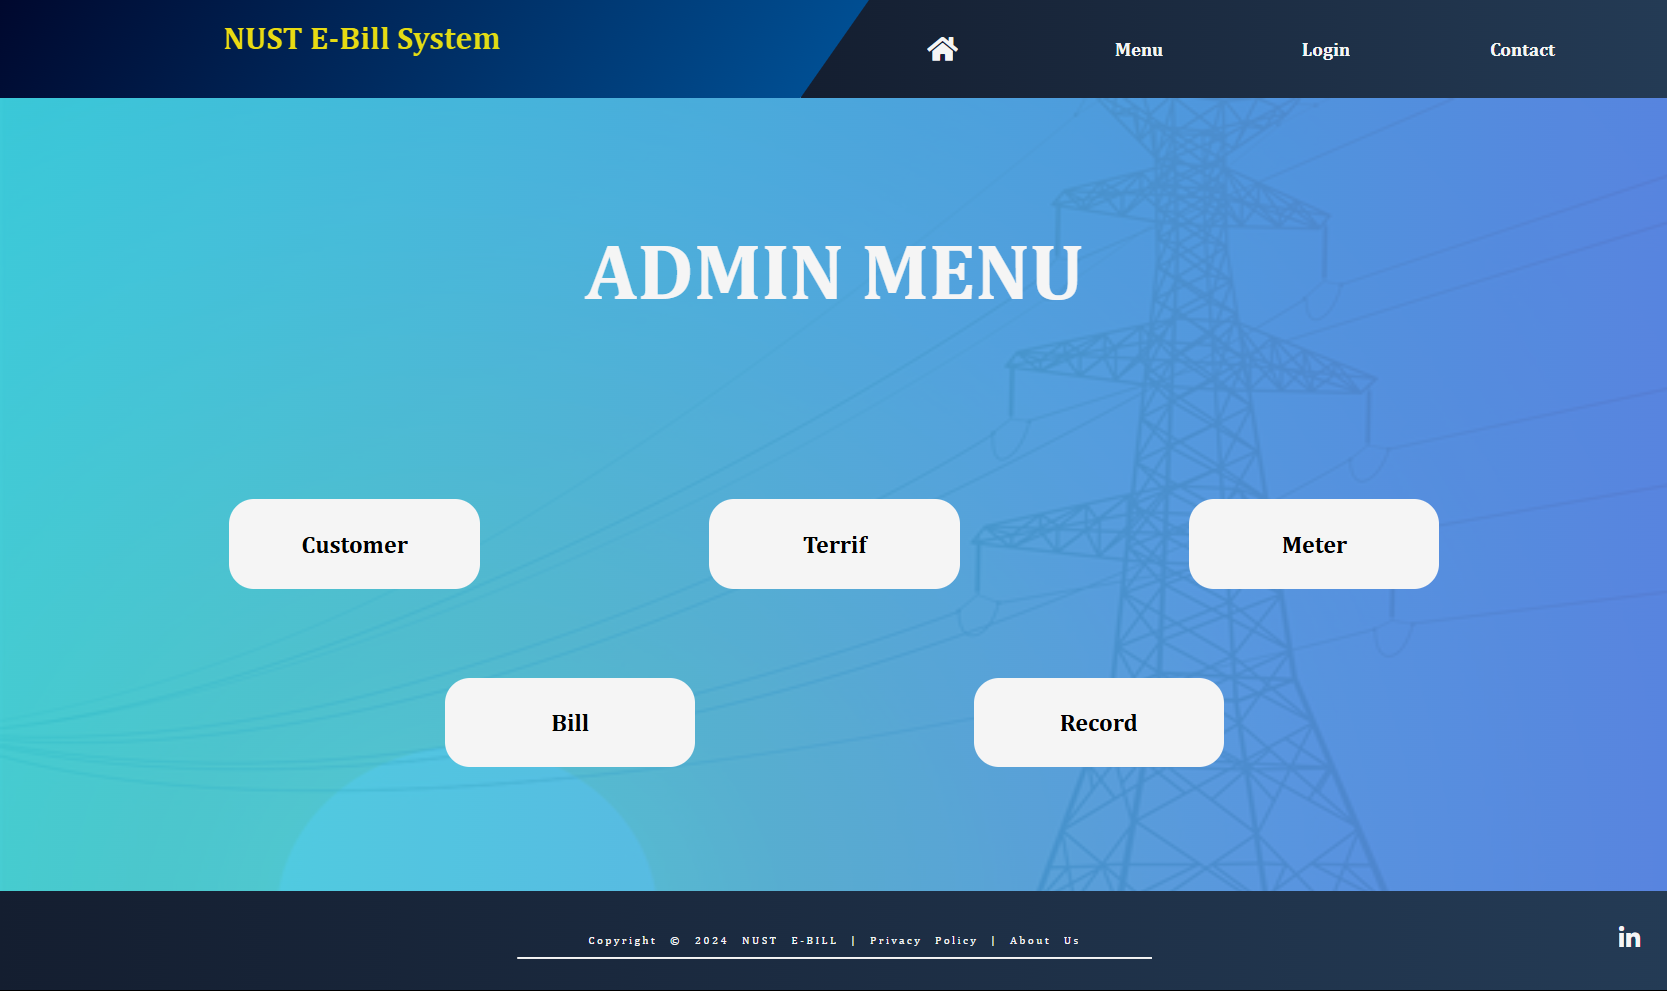 NUST E-Bill System
Menu
Login
Contact
ADMIN MENU
Customer
Terrif
Meter
Bill
Record
Copyright © 2024 NUST E-BILL | Privacy Policy | About Us
in